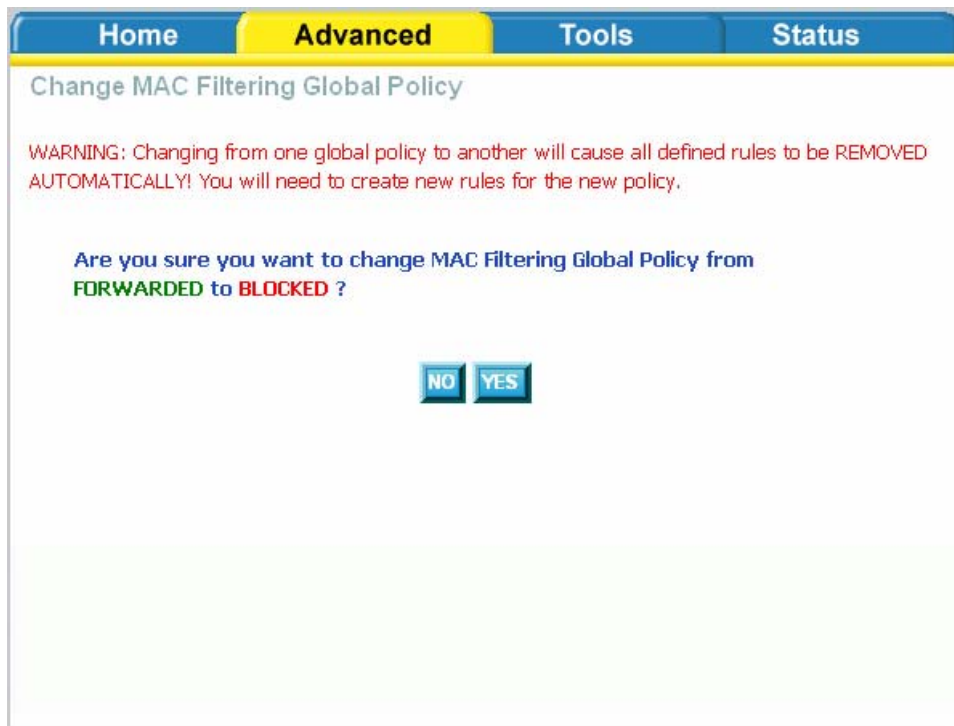 Home Advanced Tools Status
Change MAC Filtering Global Policy
WARNING: Changing from one global policy to another will cause all defined rules to be REMOVED
AUTOMATICALLY! You will need to create new rules for the new policy.
Are you sure you want to change MAC Filtering Global Policy from
FORWARDED to BLOCKED ?
NO YES